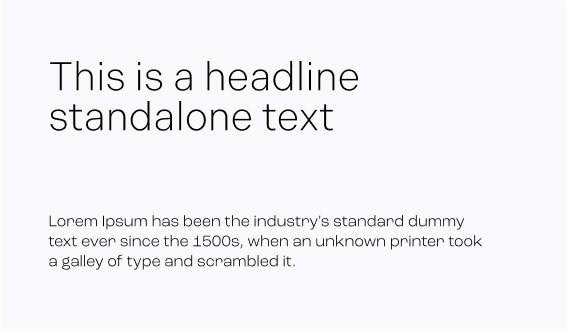 This is a headline
standalone text
Lorem Ipsum has been the industry's standard dummy
text ever since the 1500s, when an unknown printer took
a galley of type and scrambled it.